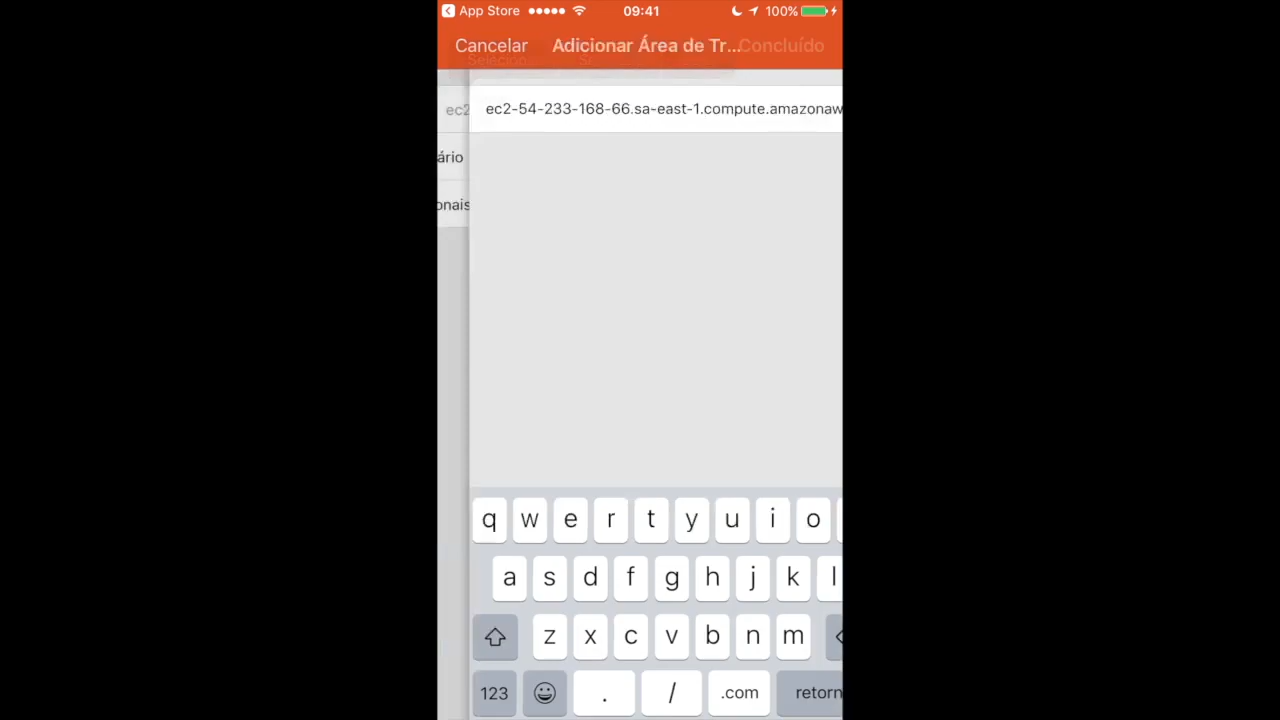 App Store 09:41 100%
Cancelar Adicionar Área de Tr... Concluído
ec2 ec2-54-233-168-66.sa-east-1.compute.amazonaw
ário
onais
q w e r t y u i o
a s d f g h j k l
z x c v b n m
123 . / .com retorn